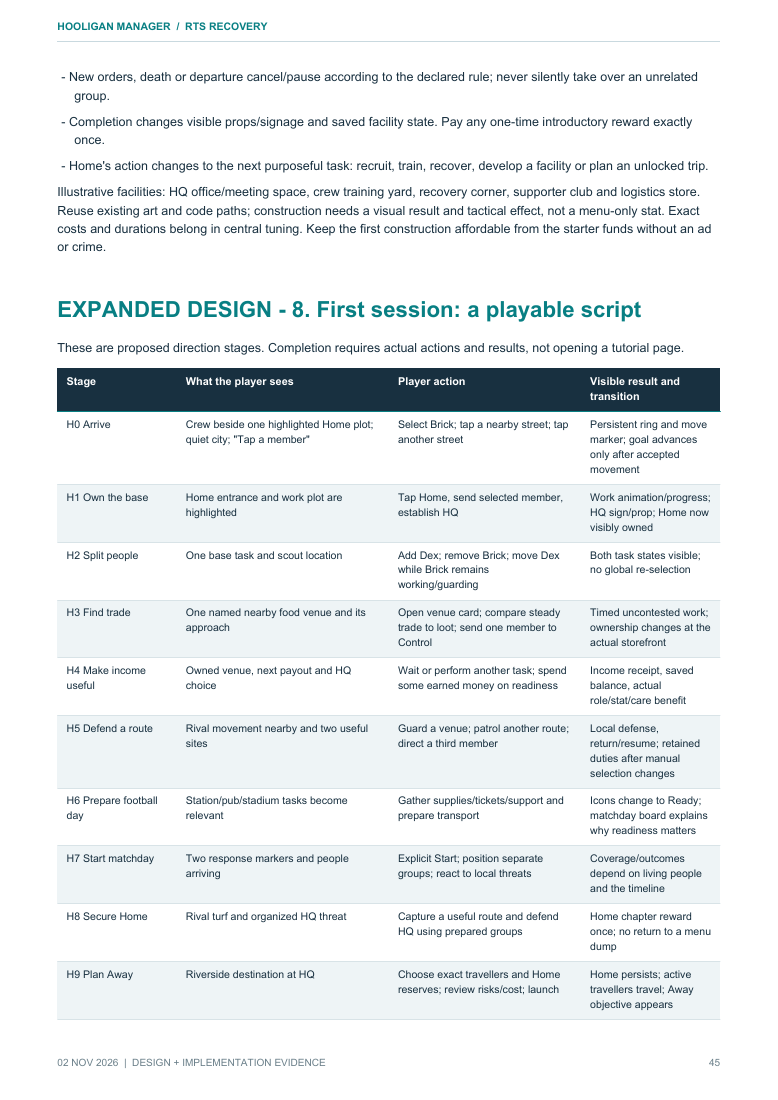 HOOLIGAN MANAGER / RTS RECOVERY
- New orders, death or departure cancel/pause according to the declared rule; never silently take over an unrelated
group.
- Completion changes visible props/signage and saved facility state. Pay any one-time introductory reward exactly
once.
- Home's action changes to the next purposeful task: recruit, train, recover, develop a facility or plan an unlocked trip.
Illustrative facilities: HQ office/meeting space, crew training yard, recovery corner, supporter club and logistics store.
Reuse existing art and code paths; construction needs a visual result and tactical effect, not a menu-only stat. Exact
costs and durations belong in central tuning. Keep the first construction affordable from the starter funds without an ad
or crime.
EXPANDED DESIGN - 8. First session: a playable script
These are proposed direction stages. Completion requires actual actions and results, not opening a tutorial page.
Stage
What the player sees
Player action
Visible result and
transition
H0 Arrive
Crew beside one highlighted Home plot;
quiet city; "Tap a member"
Select Brick; tap a nearby street; tap
another street
Persistent ring and move
marker; goal advances
only after accepted
movement
H1 Own the base
Home entrance and work plot are
highlighted
Tap Home, send selected member,
establish HQ
Work animation/progress;
HQ sign/prop; Home now
visibly owned
H2 Split people
One base task and scout location
Add Dex; remove Brick; move Dex
while Brick remains
working/guarding
Both task states visible;
no global re-selection
H3 Find trade
One named nearby food venue and its
approach
Open venue card; compare steady
trade to loot; send one member to
Control
Timed uncontested work;
ownership changes at the
actual storefront
H4 Make income
useful
Owned venue, next payout and HQ
choice
Wait or perform another task; spend
some earned money on readiness
Income receipt, saved
balance, actual
role/stat/care benefit
H5 Defend a route
Rival movement nearby and two useful
sites
Guard a venue; patrol another route;
direct a third member
Local defense,
return/resume; retained
duties after manual
selection changes
H6 Prepare football
day
Station/pub/stadium tasks become
relevant
Gather supplies/tickets/support and
prepare transport
Icons change to Ready;
matchday board explains
why readiness matters
H7 Start matchday
Two response markers and people
arriving
Explicit Start; position separate
groups; react to local threats
Coverage/outcomes
depend on living people
and the timeline
H8 Secure Home
Rival turf and organized HQ threat
Capture a useful route and defend
HQ using prepared groups
Home chapter reward
once; no return to a menu
dump
H9 Plan Away
Riverside destination at HQ
Choose exact travellers and Home
reserves; review risks/cost; launch
Home persists; active
travellers travel; Away
objective appears
02 NOV 2026 | DESIGN + IMPLEMENTATION EVIDENCE
45